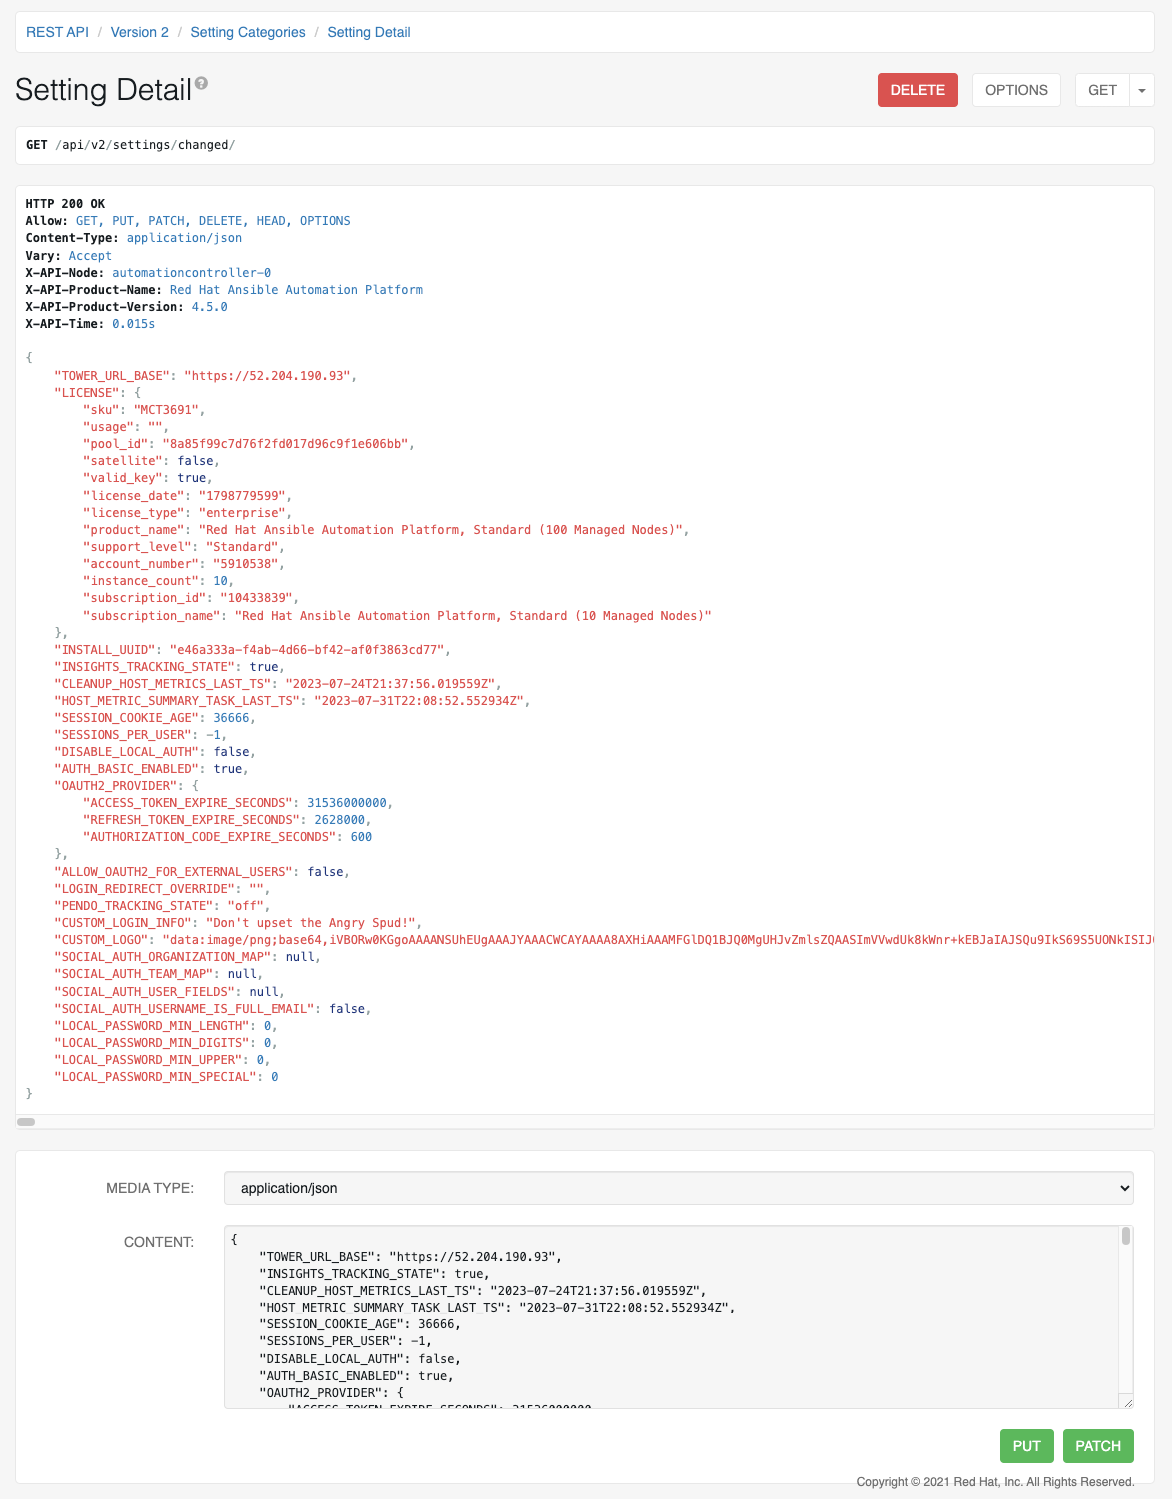 REST API / Version 2 / Setting Categories / Setting Detail
Setting Detail ?
DELETE OPTIONS GET
GET /api/v2/settings/changed/
HTTP 200 OK
Allow: GET, PUT, PATCH, DELETE, HEAD, OPTIONS
Content-Type: application/json
Vary: Accept
X-API-Node: automationcontroller-0
X-API-Product-Name: Red Hat Ansible Automation Platform
X-API-Product-Version: 4.5.0
X-API-Time: 0.015s
{
    "TOWER_URL_BASE": "https://52.204.190.93",
    "LICENSE": {
        "sku": "MCT3691",
        "usage": "",
        "pool_id": "8a85f99c7d76f2fd017d96c9f1e606bb",
        "satellite": false,
        "valid_key": true,
        "license_date": "1798779599",
        "license_type": "enterprise",
        "product_name": "Red Hat Ansible Automation Platform, Standard (100 Managed Nodes)",
        "support_level": "Standard",
        "account_number": "5910538",
        "instance_count": 10,
        "subscription_id": "10433839",
        "subscription_name": "Red Hat Ansible Automation Platform, Standard (10 Managed Nodes)"
    },
    "INSTALL_UUID": "e46a333a-f4ab-4d66-bf42-af0f3863cd77",
    "INSIGHTS_TRACKING_STATE": true,
    "CLEANUP_HOST_METRICS_LAST_TS": "2023-07-24T21:37:56.019559Z",
    "HOST_METRIC_SUMMARY_TASK_LAST_TS": "2023-07-31T22:08:52.552934Z",
    "SESSION_COOKIE_AGE": 36666,
    "SESSIONS_PER_USER": -1,
    "DISABLE_LOCAL_AUTH": false,
    "AUTH_BASIC_ENABLED": true,
    "OAUTH2_PROVIDER": {
        "ACCESS_TOKEN_EXPIRE_SECONDS": 31536000000,
        "REFRESH_TOKEN_EXPIRE_SECONDS": 2628000,
        "AUTHORIZATION_CODE_EXPIRE_SECONDS": 600
    },
    "ALLOW_OAUTH2_FOR_EXTERNAL_USERS": false,
    "LOGIN_REDIRECT_OVERRIDE": "",
    "PENDO_TRACKING_STATE": "off",
    "CUSTOM_LOGIN_INFO": "Don't upset the Angry Spud!",
    "CUSTOM_LOGO": "data:image/png;base64,iVBORw0KGgoAAAANSUhEUgAAAJYAAACWCAYAAAA8AXHiAAAMFGlDQ1BJQ0MgUHJvZmlsZQAASImVVwdUk8kWnr+kEBJaIAJSQu9IkS69S5UONkISIJ
    "SOCIAL_AUTH_ORGANIZATION_MAP": null,
    "SOCIAL_AUTH_TEAM_MAP": null,
    "SOCIAL_AUTH_USER_FIELDS": null,
    "SOCIAL_AUTH_USERNAME_IS_FULL_EMAIL": false,
    "LOCAL_PASSWORD_MIN_LENGTH": 0,
    "LOCAL_PASSWORD_MIN_DIGITS": 0,
    "LOCAL_PASSWORD_MIN_UPPER": 0,
    "LOCAL_PASSWORD_MIN_SPECIAL": 0
}
MEDIA TYPE: application/json
CONTENT:
{
    "TOWER_URL_BASE": "https://52.204.190.93",
    "INSIGHTS_TRACKING_STATE": true,
    "CLEANUP_HOST_METRICS_LAST_TS": "2023-07-24T21:37:56.019559Z",
    "HOST_METRIC_SUMMARY_TASK_LAST_TS": "2023-07-31T22:08:52.552934Z",
    "SESSION_COOKIE_AGE": 36666,
    "SESSIONS_PER_USER": -1,
    "DISABLE_LOCAL_AUTH": false,
    "AUTH_BASIC_ENABLED": true,
    "OAUTH2_PROVIDER": {
        "ACCESS_TOKEN_EXPIRE_SECONDS": 31536000000,
PUT PATCH
Copyright © 2021 Red Hat, Inc. All Rights Reserved.